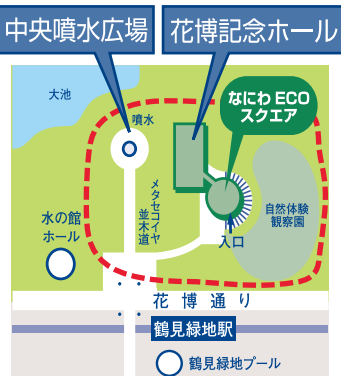 中央噴水広場
花博記念ホール
なにわECO
スクエア
大池
噴水
メタセコイヤ
並木道
水の館
ホール
自然体験
観察園
入口
花博通り
鶴見緑地駅
鶴見緑地プール